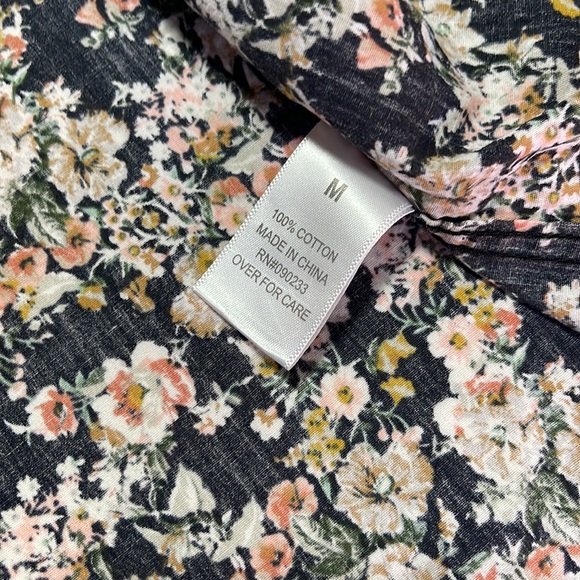 M
100% COTTON
MADE IN CHINA
RN#090233
OVER FOR CARE